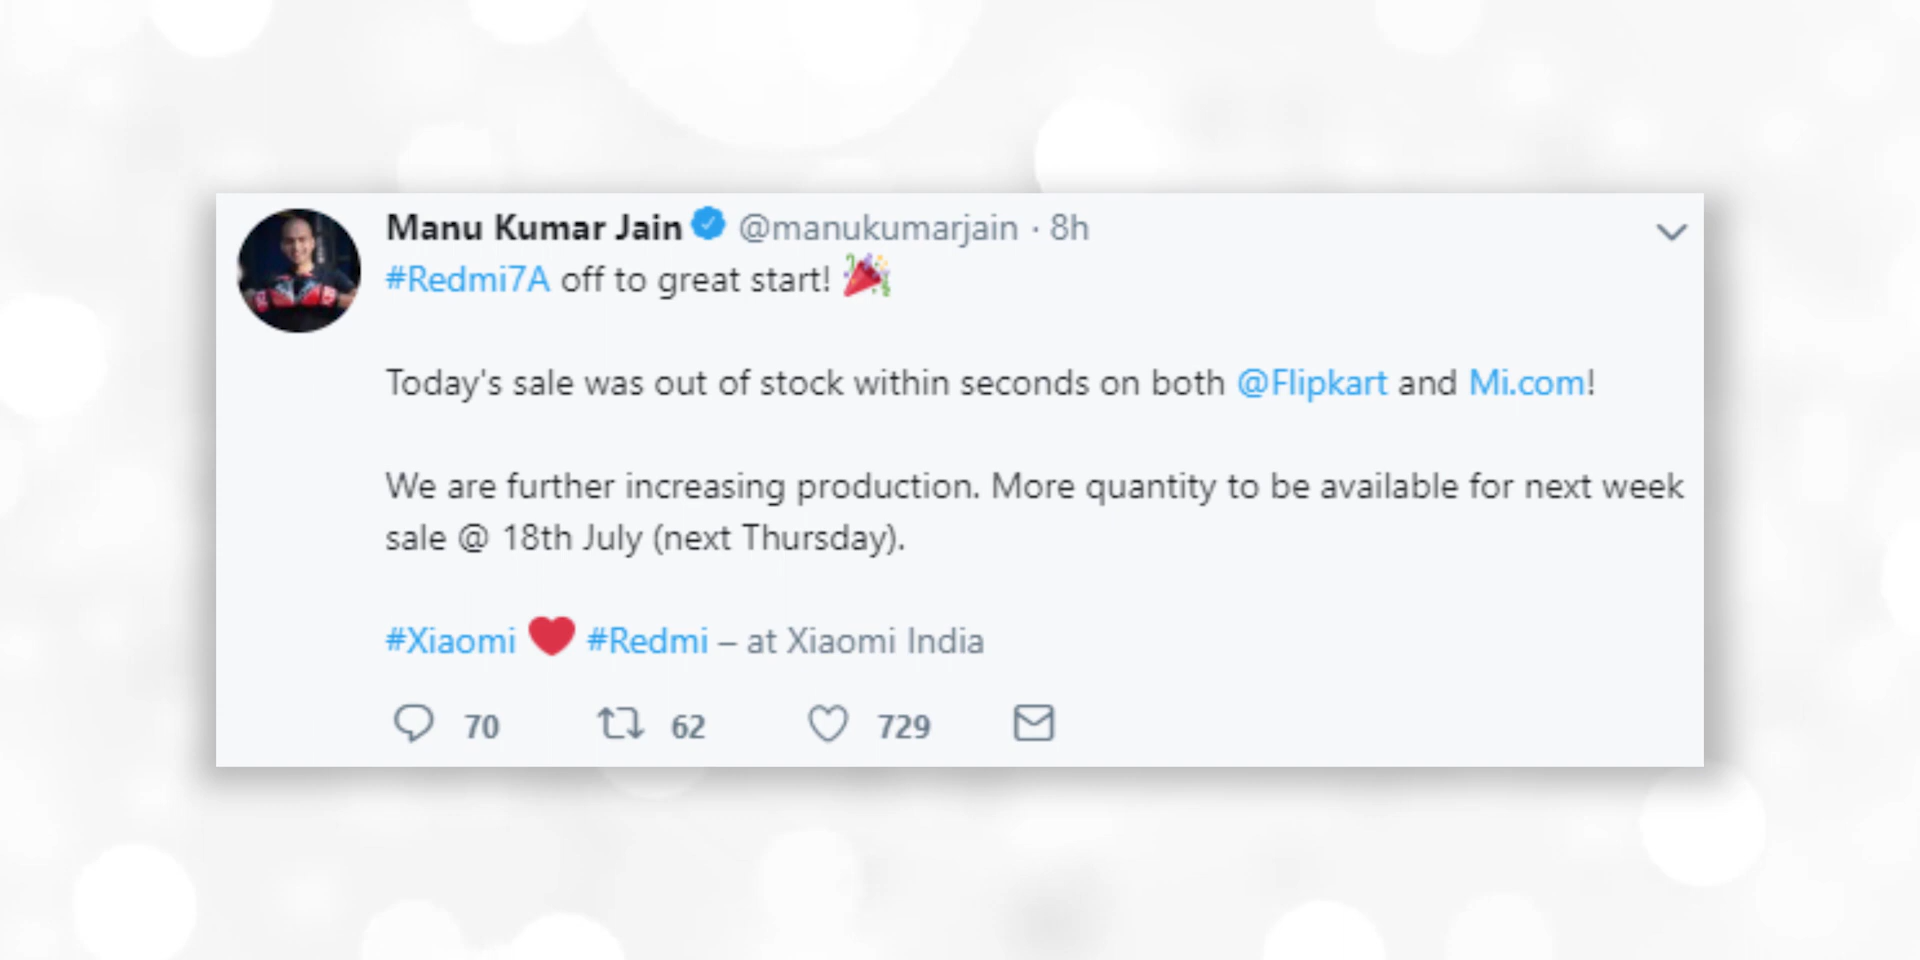 Manu Kumar Jain @manukumarjain · 8h
#Redmi7A off to great start! 🎉
Today's sale was out of stock within seconds on both @Flipkart and Mi.com!
We are further increasing production. More quantity to be available for next week
sale @ 18th July (next Thursday).
#Xiaomi ❤️ #Redmi – at Xiaomi India
70 62 729